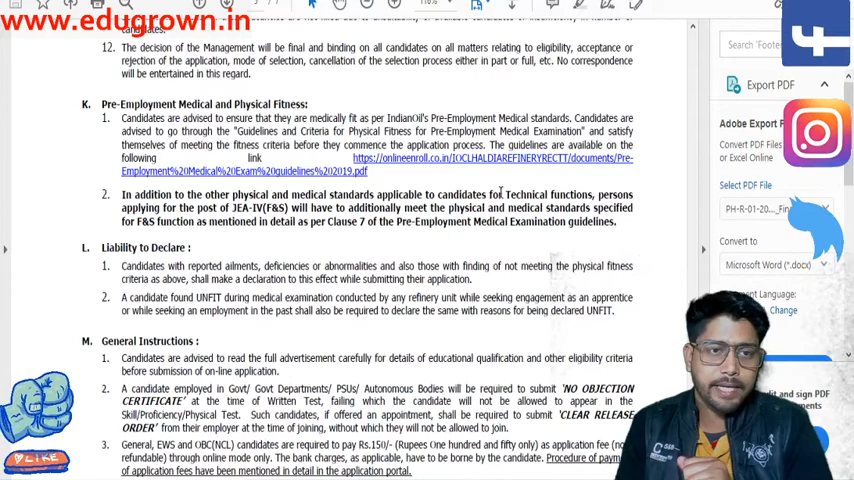 www.edugrown.in
116%
candidates.
12. The decision of the Management will be final and binding on all candidates on all matters relating to eligibility, acceptance or
rejection of the application, mode of selection, cancellation of the selection process either in part or full, etc. No correspondence
will be entertained in this regard.
K. Pre-Employment Medical and Physical Fitness:
1. Candidates are advised to ensure that they are medically fit as per IndianOil's Pre-Employment Medical standards. Candidates are
advised to go through the "Guidelines and Criteria for Physical Fitness for Pre-Employment Medical Examination" and satisfy
themselves of meeting the fitness criteria before they commence the application process. The guidelines are available on the
following link https://onlineenroll.co.in/IOCLHALDIAREFINERYRECTT/documents/Pre-
Employment%20Medical%20Exam%20guidelines%202019.pdf
2. In addition to the other physical and medical standards applicable to candidates for Technical functions, persons
applying for the post of JEA-IV(F&S) will have to additionally meet the physical and medical standards specified
for F&S function as mentioned in detail as per Clause 7 of the Pre-Employment Medical Examination guidelines.
L. Liability to Declare :
1. Candidates with reported ailments, deficiencies or abnormalities and also those with finding of not meeting the physical fitness
criteria as above, shall make a declaration to this effect while submitting their application.
2. A candidate found UNFIT during medical examination conducted by any refinery unit while seeking engagement as an apprentice
or while seeking an employment in the past shall also be required to declare the same with reasons for being declared UNFIT.
M. General Instructions :
1. Candidates are advised to read the full advertisement carefully for details of educational qualification and other eligibility criteria
before submission of on-line application.
2. A candidate employed in Govt/ Govt Departments/ PSUs/ Autonomous Bodies will be required to submit 'NO OBJECTION
CERTIFICATE' at the time of Written Test, failing which the candidate will not be allowed to appear in the
Skill/Proficiency/Physical Test. Such candidates, if offered an appointment, shall be required to submit 'CLEAR RELEASE
ORDER' from their employer at the time of joining, without which they will not be allowed to join.
3. General, EWS and OBC(NCL) candidates are required to pay Rs.150/- (Rupees One hundred and fifty only) as application fee (no
refundable) through online mode only. The bank charges, as applicable, have to be borne by the candidate. Procedure of paym
of application fees have been mentioned in detail in the application portal.
Search "Footer
Export PDF
Adobe Export
Convert PDF
or Excel Online
Select PDF File
PH-R-01-20..._Fin
Convert to
Microsoft Word (*.docx)
Language:
Change
and sign PDF
LIKE